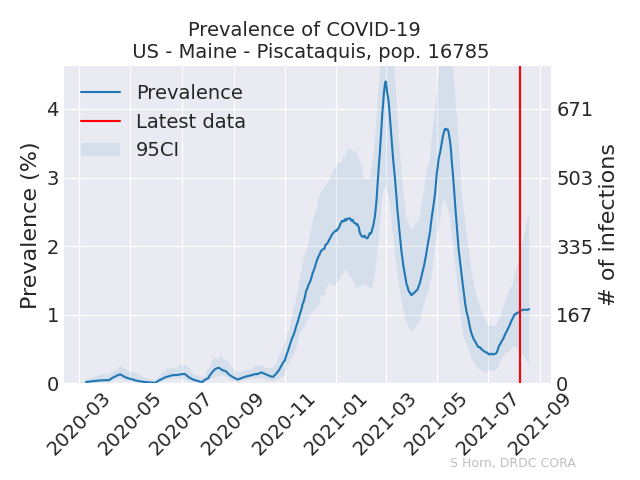 Prevalence of COVID-19
US - Maine - Piscataquis, pop. 16785
Prevalence
Latest data
95CI
Prevalence (%)
4
3
2
1
0
671
503
335
167
0
# of infections
2020-03
2020-05
2020-07
2020-09
2020-11
2021-01
2021-03
2021-05
2021-07
2021-09
S Horn, DRDC CORA